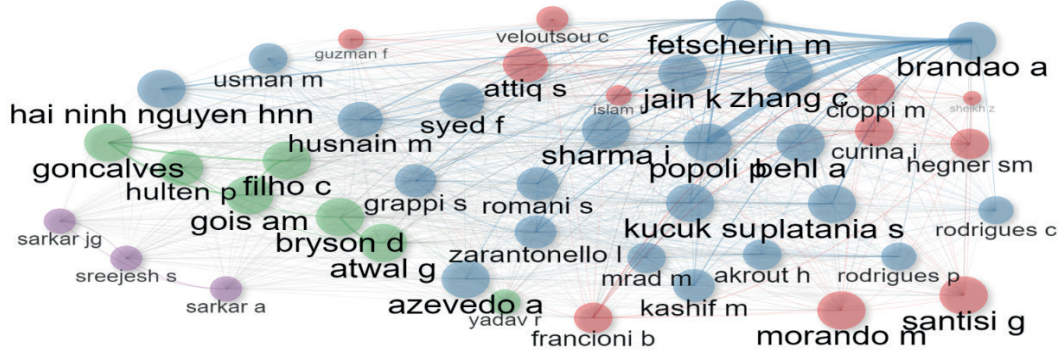 guzman f
veloutsou c
fetscherin m
brandao a
usman m
attiq s
jain k
zhang c
cioppi m
sheikh z
islam t
hai ninh nguyen hnn
husnain m
syed f
sharma i
popoli p
behl a
curina i
hegner sm
goncalves
hulten p
filho c
gois am
grappi s
romani s
kucuk s
uplatania s
rodrigues c
sarkar jg
bryson d
atwal g
zarantonello l
sreejesh s
mrad m
akrout h
rodrigues p
sarkar a
azevedo a
yadav r
kashif m
francioni b
morando m
santisi g